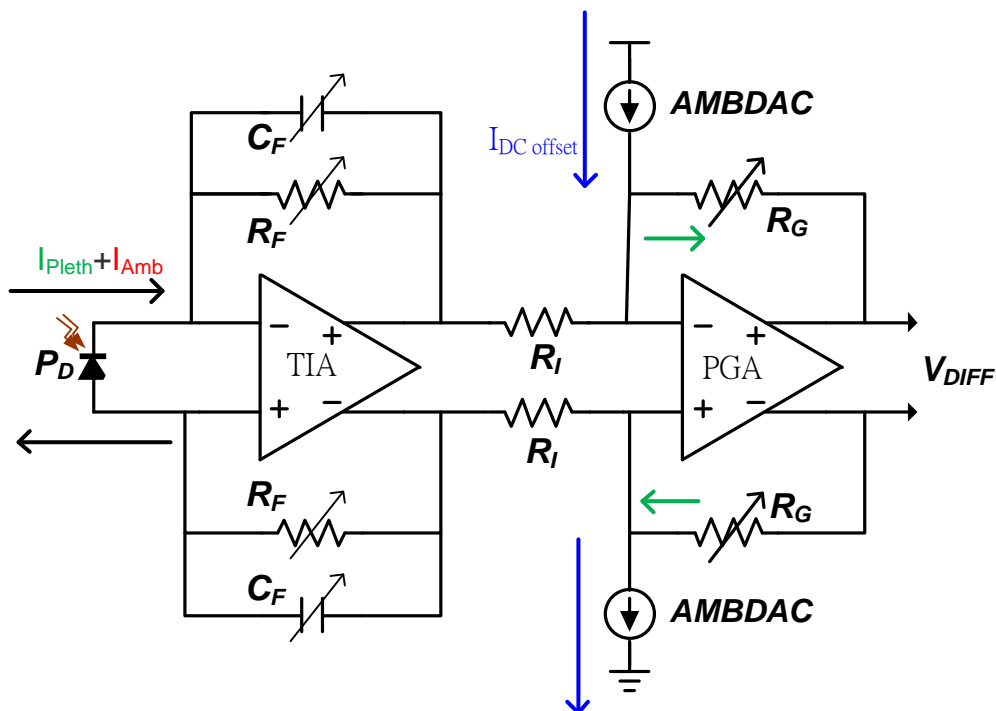 AMBDAC
C_F
I_DC offset
R_F
R_G
I_Pleth+I_Amb
−
+
−
+
P_D
TIA
R_I
PGA
V_DIFF
+
−
+
−
R_I
R_F
R_G
C_F
AMBDAC